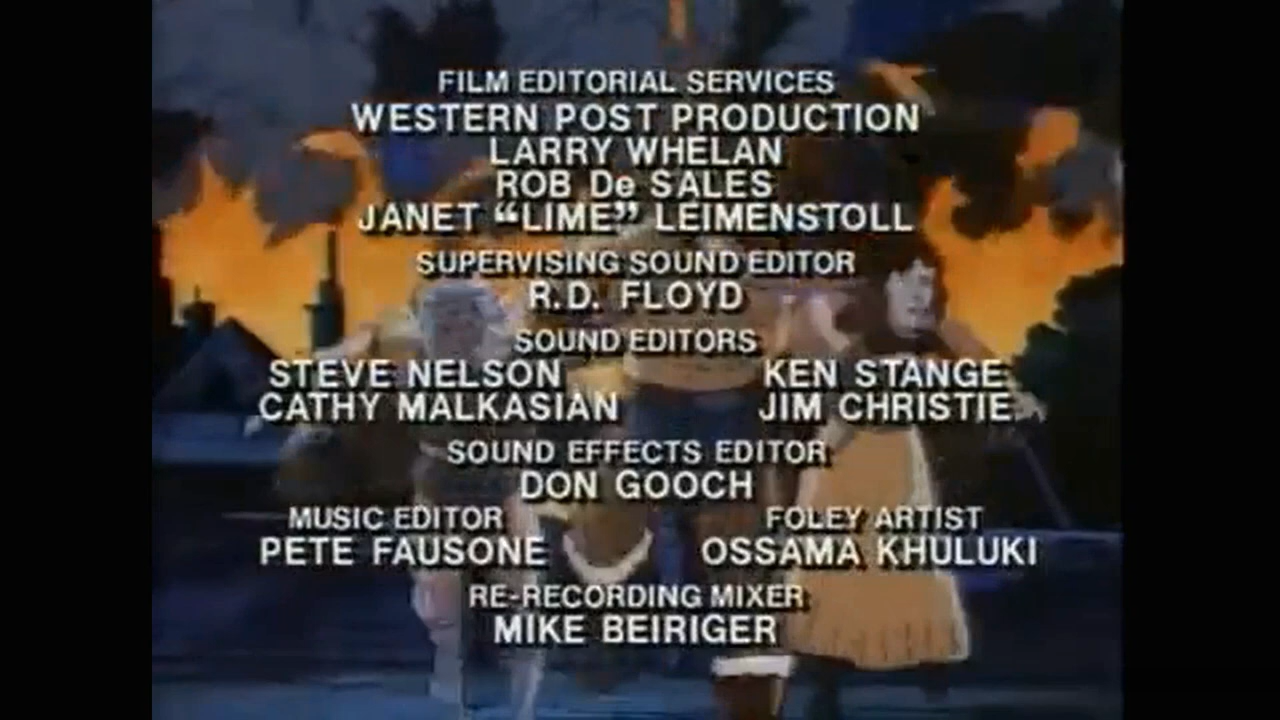 FILM EDITORIAL SERVICES
WESTERN POST PRODUCTION
LARRY WHELAN
ROB De SALES
JANET “LIME” LEIMENSTOLL
SUPERVISING SOUND EDITOR
R.D. FLOYD
SOUND EDITORS
STEVE NELSON KEN STANGE
CATHY MALKASIAN JIM CHRISTIE
SOUND EFFECTS EDITOR
DON GOOCH
MUSIC EDITOR FOLEY ARTIST
PETE FAUSONE OSSAMA KHULUKI
RE-RECORDING MIXER
MIKE BEIRIGER